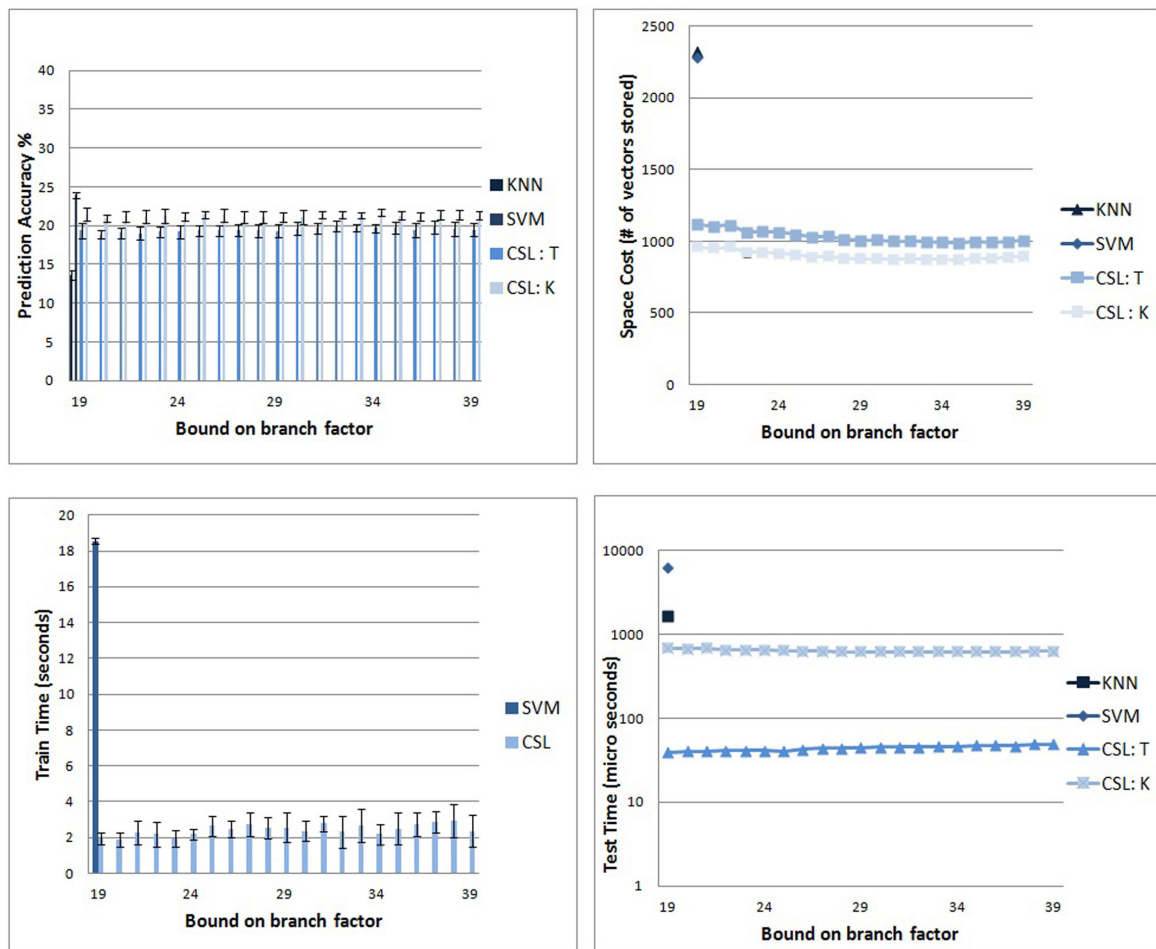 Prediction Accuracy %
40
35
30
25
20
15
10
5
0
19 24 29 34 39
Bound on branch factor
KNN
SVM
CSL : T
CSL: K
Space Cost (# of vectors stored)
2500
2000
1500
1000
500
0
19 24 29 34 39
Bound on branch factor
KNN
SVM
CSL: T
CSL : K
Train Time (seconds)
20
18
16
14
12
10
8
6
4
2
0
19 24 29 34 39
Bound on branch factor
SVM
CSL
Test Time (micro seconds)
10000
1000
100
10
1
19 24 29 34 39
Bound on branch factor
KNN
SVM
CSL: T
CSL: K